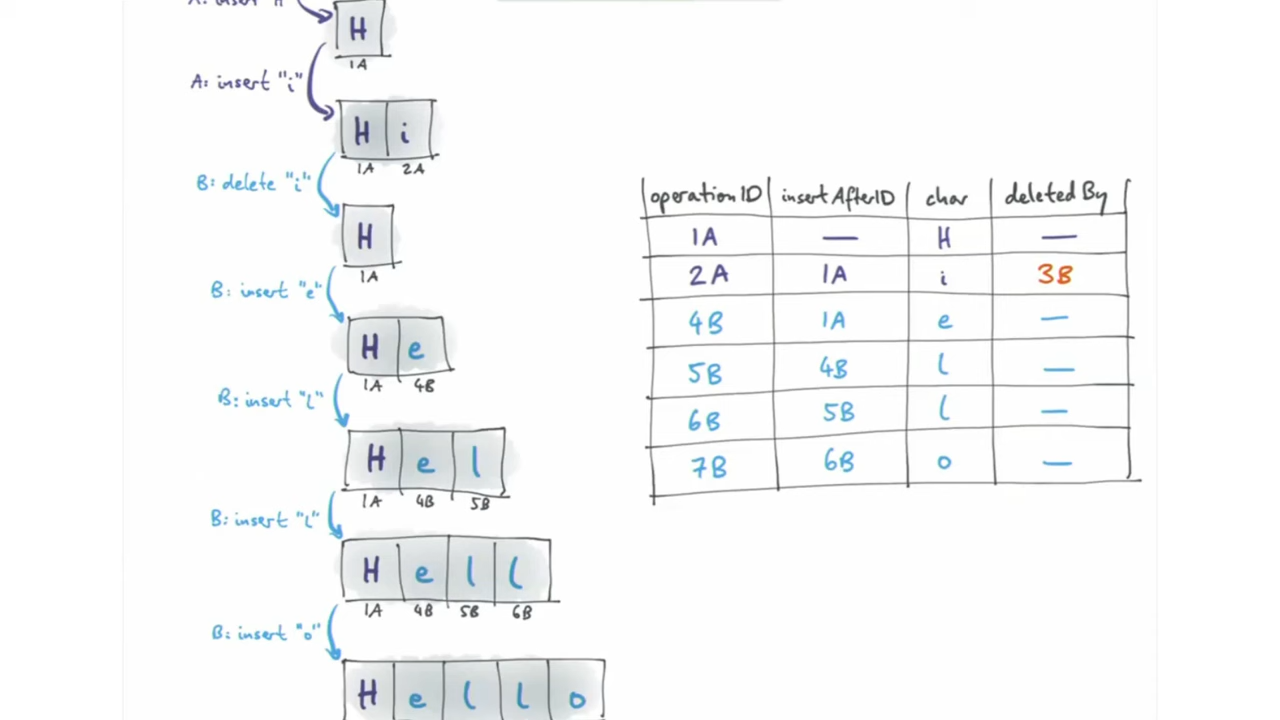 H
1A
A: insert "i"
H i
1A 2A
B: delete "i"
H
1A
B: insert "e"
H e
1A 4B
B: insert "l"
H e l
1A 4B 5B
B: insert "l"
H e l l
1A 4B 5B 6B
B: insert "o"
H e l l o
operationID insertAfterID char deletedBy
1A — H —
2A 1A i 3B
4B 1A e —
5B 4B l —
6B 5B l —
7B 6B o —